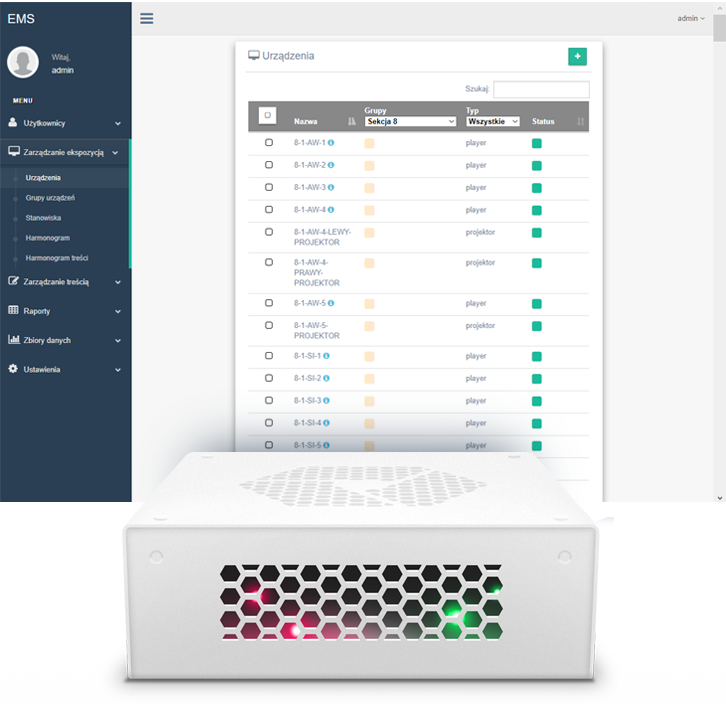 EMS
admin
Witaj,
admin
MENU
Użytkownicy
Zarządzanie ekspozycją
Urządzenia
Grupy urządzeń
Stanowiska
Harmonogram
Harmonogram treści
Zarządzanie treścią
Raporty
Zbiory danych
Ustawienia
Urządzenia
+
Szukaj:
Nazwa Grupy Typ Status
Sekcja 8 Wszystkie
8-1-AW-1 player
8-1-AW-2 player
8-1-AW-3 player
8-1-AW-4 player
8-1-AW-4-LEWY- projektor
PROJEKTOR
8-1-AW-4- projektor
PRAWY-
PROJEKTOR
8-1-AW-5 player
8-1-AW-5- projektor
PROJEKTOR
8-1-SI-1 player
8-1-SI-2 player
8-1-SI-3 player
8-1-SI-4 player
8-1-SI-5 player